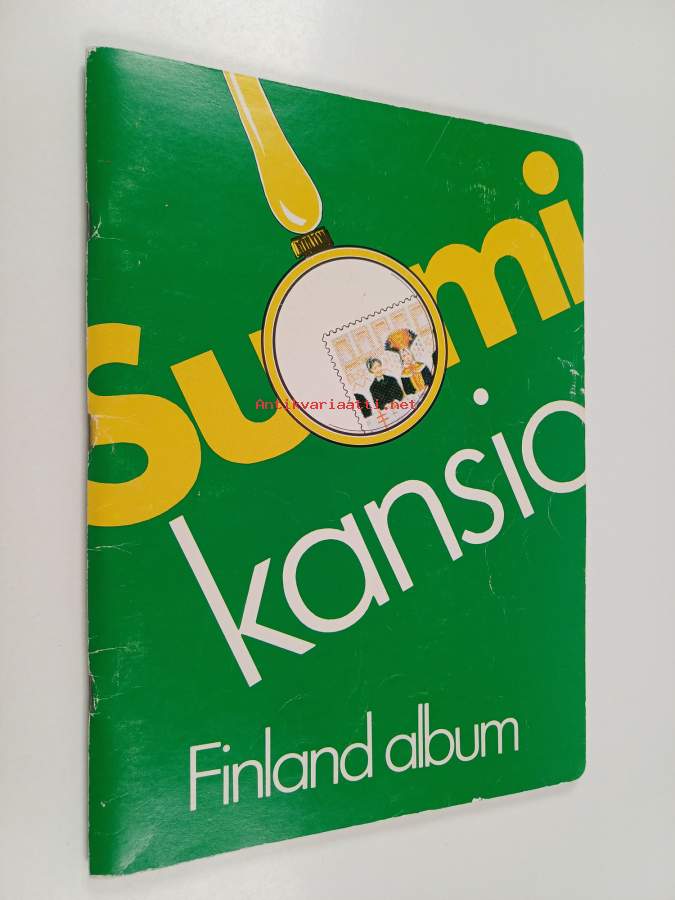 Suomi
kansio
Finland album
Antikvariaatti.net